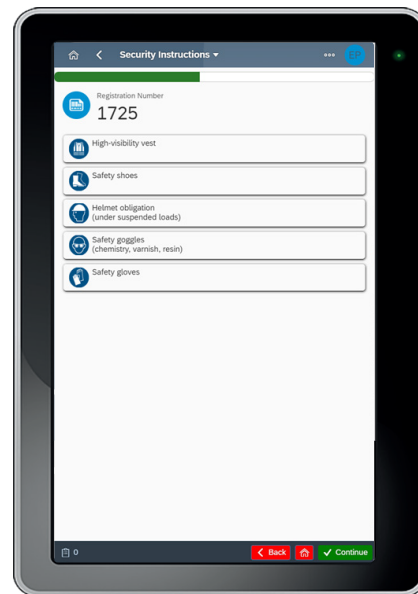 Security Instructions
EP
Registration Number
1725
High-visibility vest
Safety shoes
Helmet obligation
(under suspended loads)
Safety goggles
(chemistry, varnish, resin)
Safety gloves
0
Back
Continue